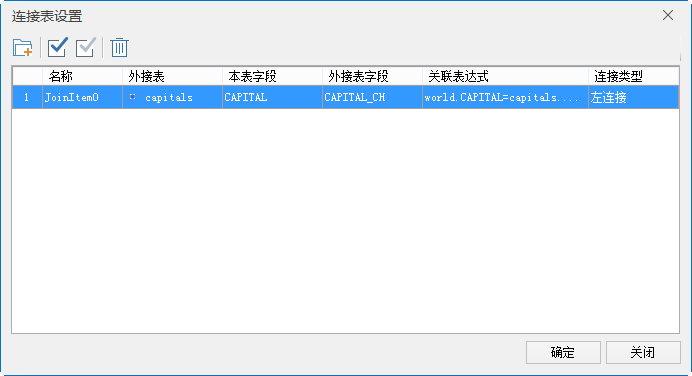 连接表设置
名称 外接表 本表字段 外接表字段 关联表达式 连接类型
1 JoinItem0 capitals CAPITAL CAPITAL_CH world.CAPITAL=capitals.... 左连接
确定 关闭